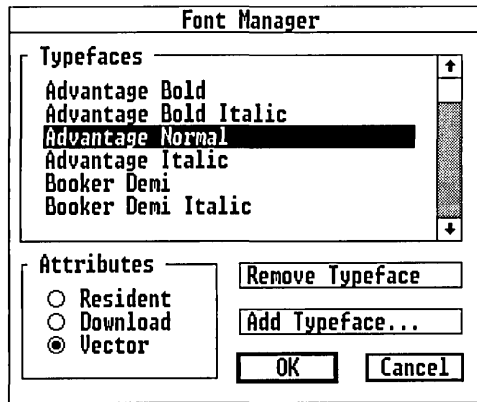 Font Manager
Typefaces
Advantage Bold
Advantage Bold Italic
Advantage Normal
Advantage Italic
Booker Demi
Booker Demi Italic
Attributes
Resident
Download
Vector
Remove Typeface
Add Typeface...
OK
Cancel